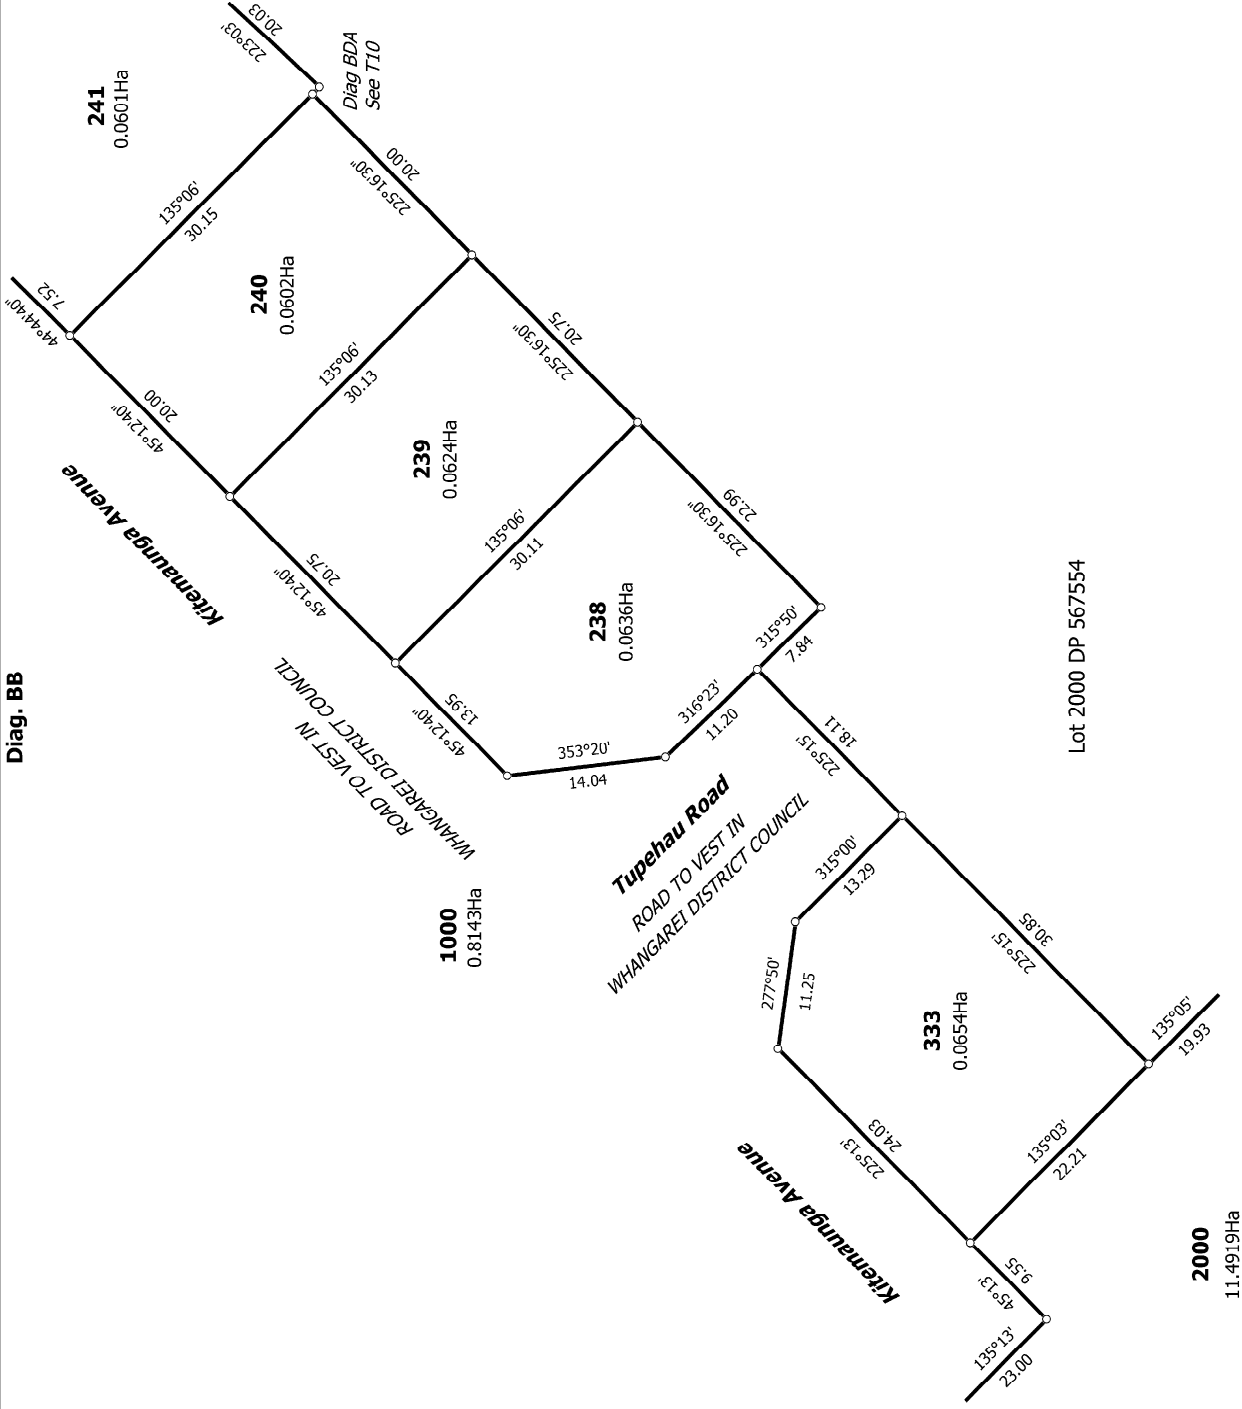 Diag. BB
241
0.0601Ha
223°03'
20.03
Diag BDA
See T10
44°44'40"
7.52
135°06'
30.15
225°16'30"
20.00
240
0.0602Ha
45°12'40"
20.00
135°06'
30.13
225°16'30"
20.75
Kitemaunga Avenue
239
0.0624Ha
45°12'40"
20.75
135°06'
30.11
225°16'30"
22.99
ROAD TO VEST IN
WHANGAREI DISTRICT COUNCIL
238
0.0636Ha
45°12'40"
13.95
353°20'
14.04
316°23'
11.20
315°50'
7.84
225°15'
18.11
Lot 2000 DP 567554
1000
0.8143Ha
Tupehau Road
ROAD TO VEST IN
WHANGAREI DISTRICT COUNCIL
315°00'
13.29
277°50'
11.25
225°15'
30.85
333
0.0654Ha
225°13'
24.03
135°03'
22.21
135°05'
19.93
Kitemaunga Avenue
45°13'
9.55
135°13'
23.00
2000
11.4919Ha